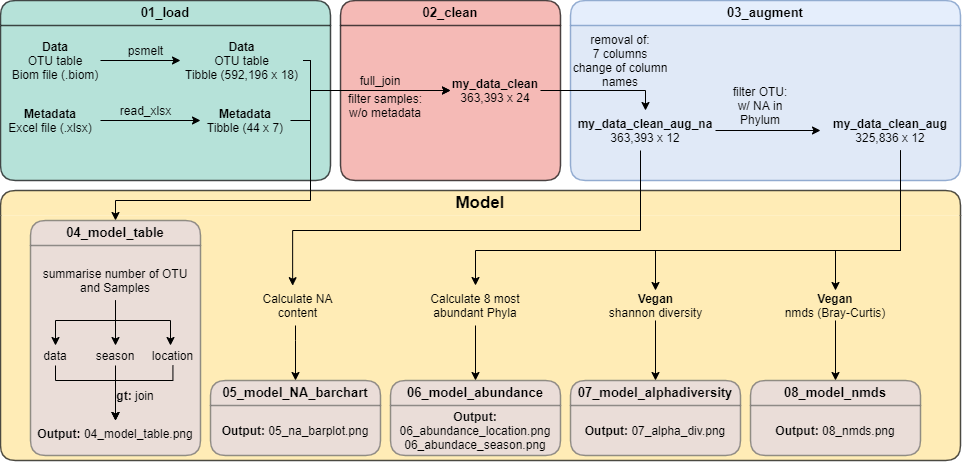 01_load
Data
OTU table
Biom file (.biom)
psmelt
Data
OTU table
Tibble (592,196 x 18)
Metadata
Excel file (.xlsx)
read_xlsx
Metadata
Tibble (44 x 7)
02_clean
full_join
filter samples:
w/o metadata
my_data_clean
363,393 x 24
03_augment
removal of:
7 columns
change of column
names
my_data_clean_aug_na
363,393 x 12
filter OTU:
w/ NA in
Phylum
my_data_clean_aug
325,836 x 12
Model
04_model_table
summarise number of OTU
and Samples
data
season
location
gt: join
Output: 04_model_table.png
Calculate NA
content
05_model_NA_barchart
Output: 05_na_barplot.png
Calculate 8 most
abundant Phyla
06_model_abundance
Output:
06_abundance_location.png
06_abundace_season.png
Vegan
shannon diversity
07_model_alphadiversity
Output: 07_alpha_div.png
Vegan
nmds (Bray-Curtis)
08_model_nmds
Output: 08_nmds.png